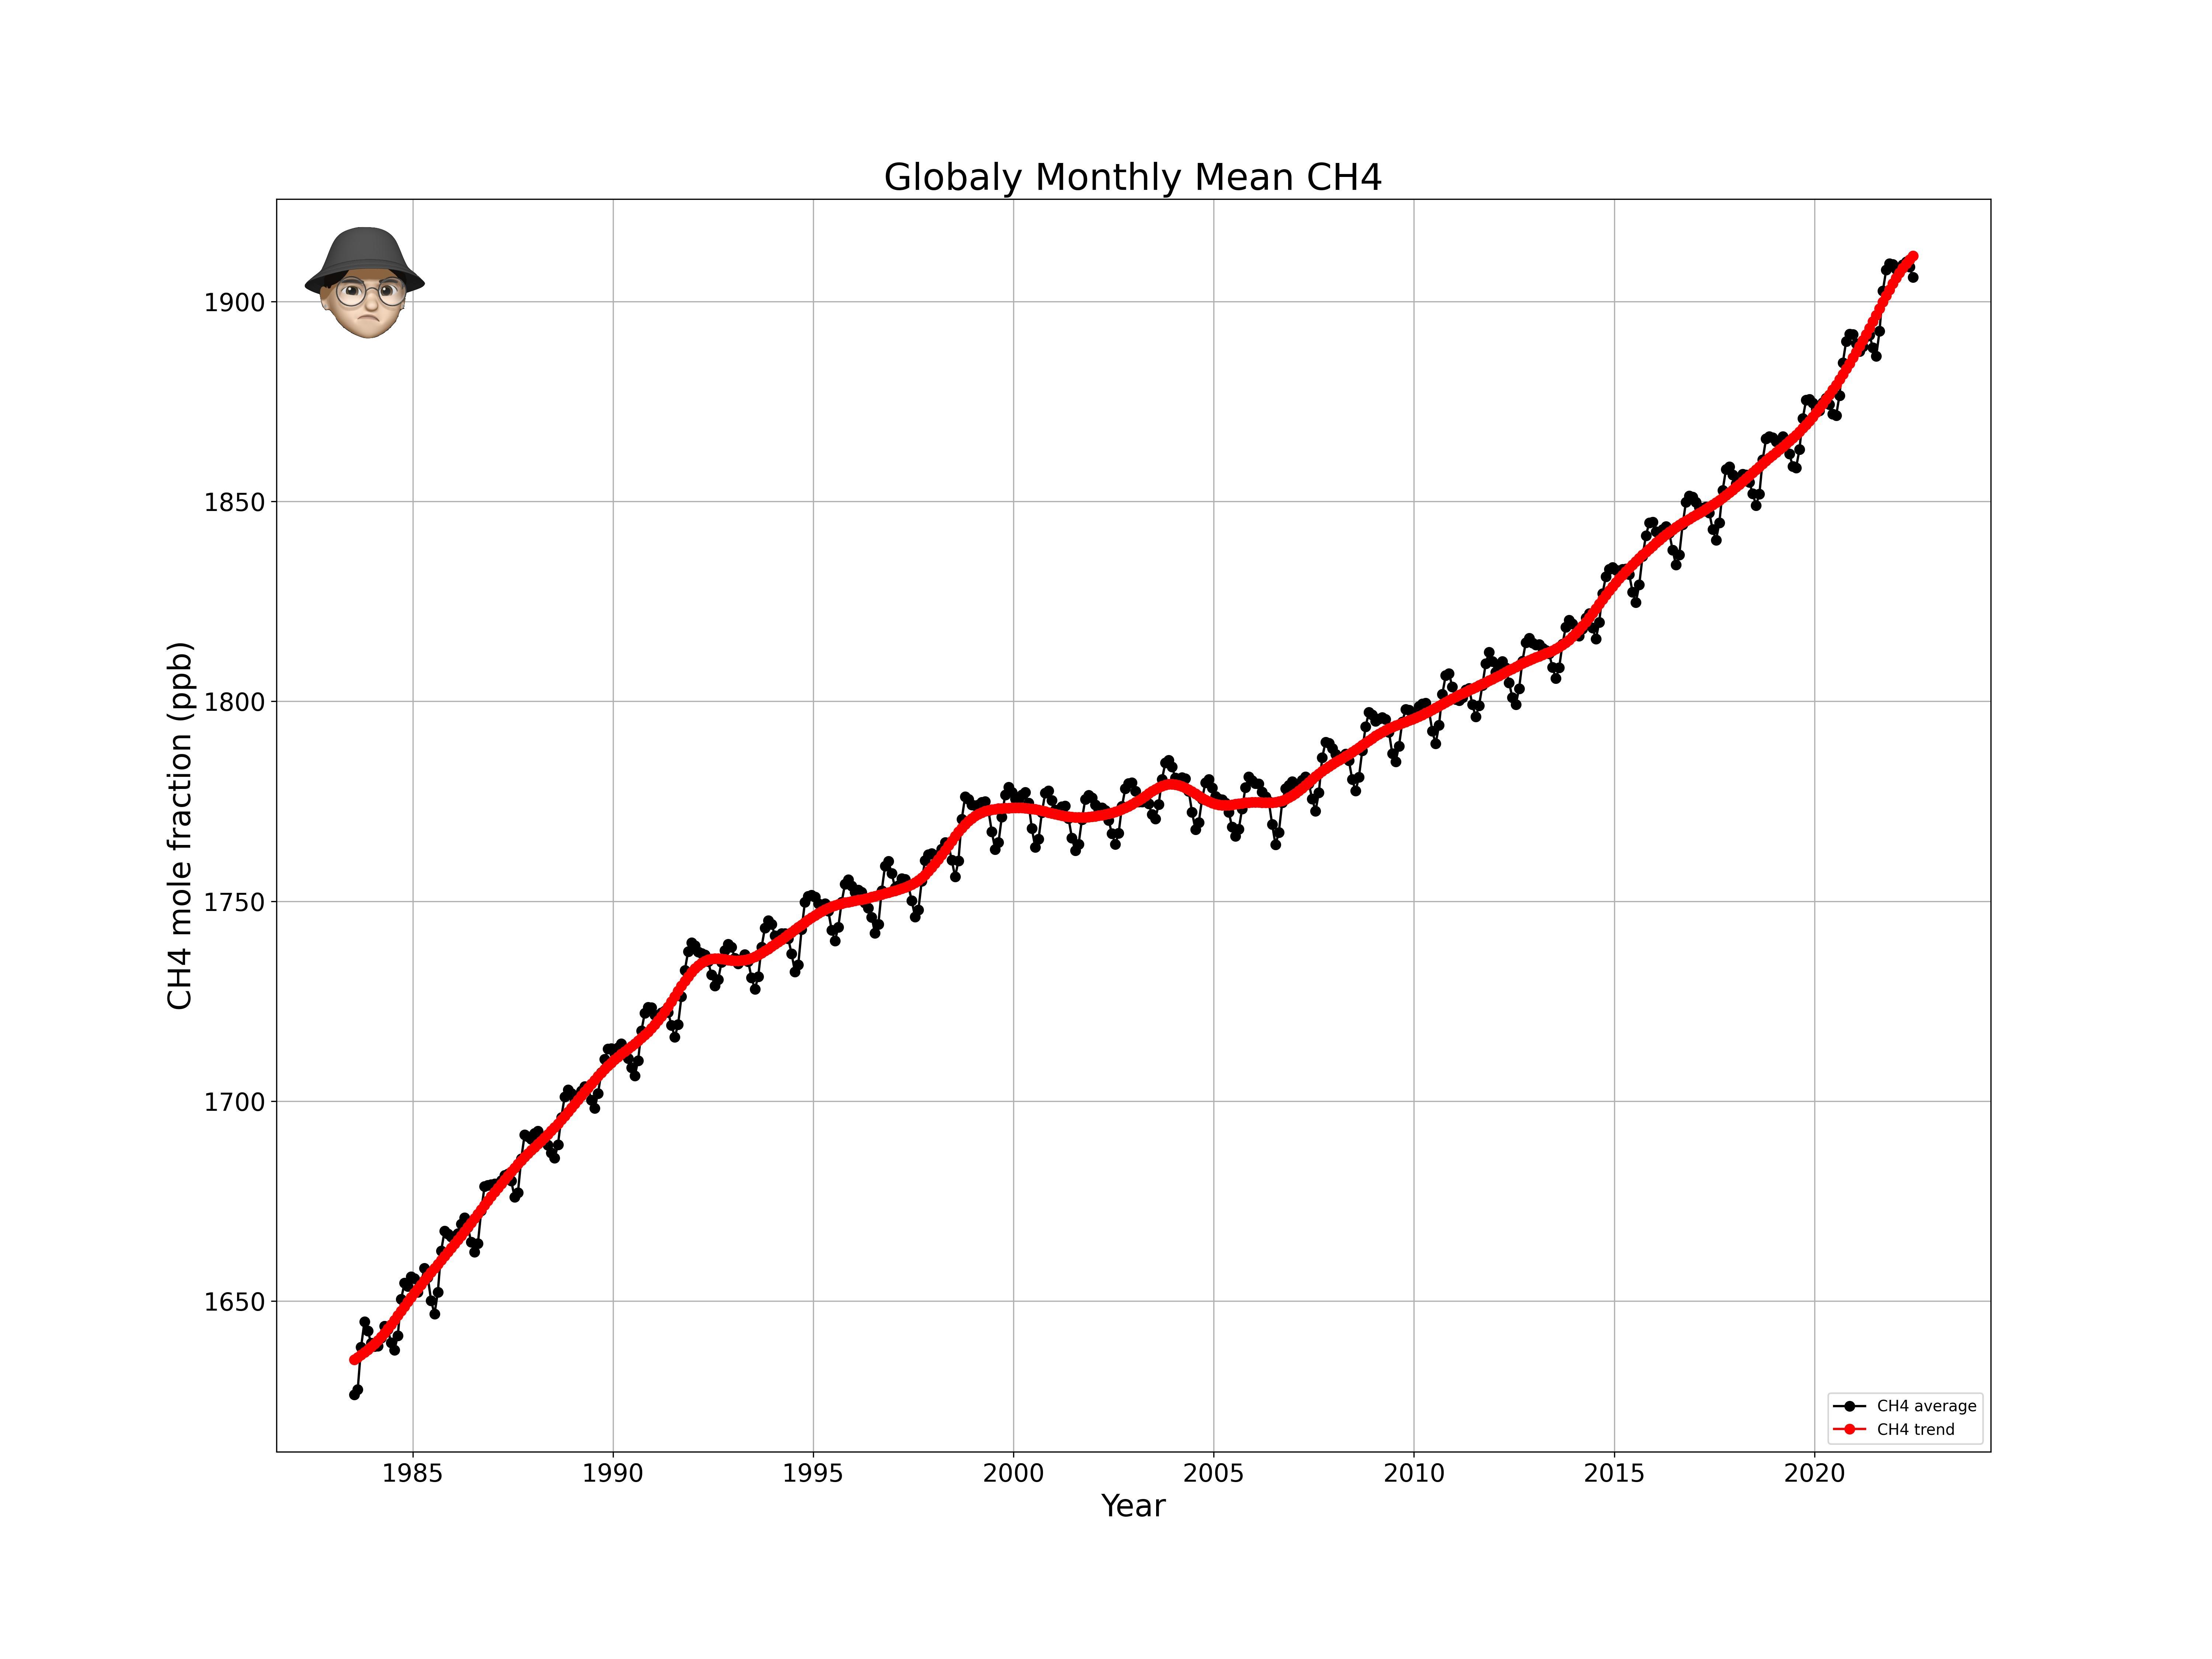 Globaly Monthly Mean CH4
CH4 mole fraction (ppb)
1900
1850
1800
1750
1700
1650
1985 1990 1995 2000 2005 2010 2015 2020
Year
CH4 average
CH4 trend